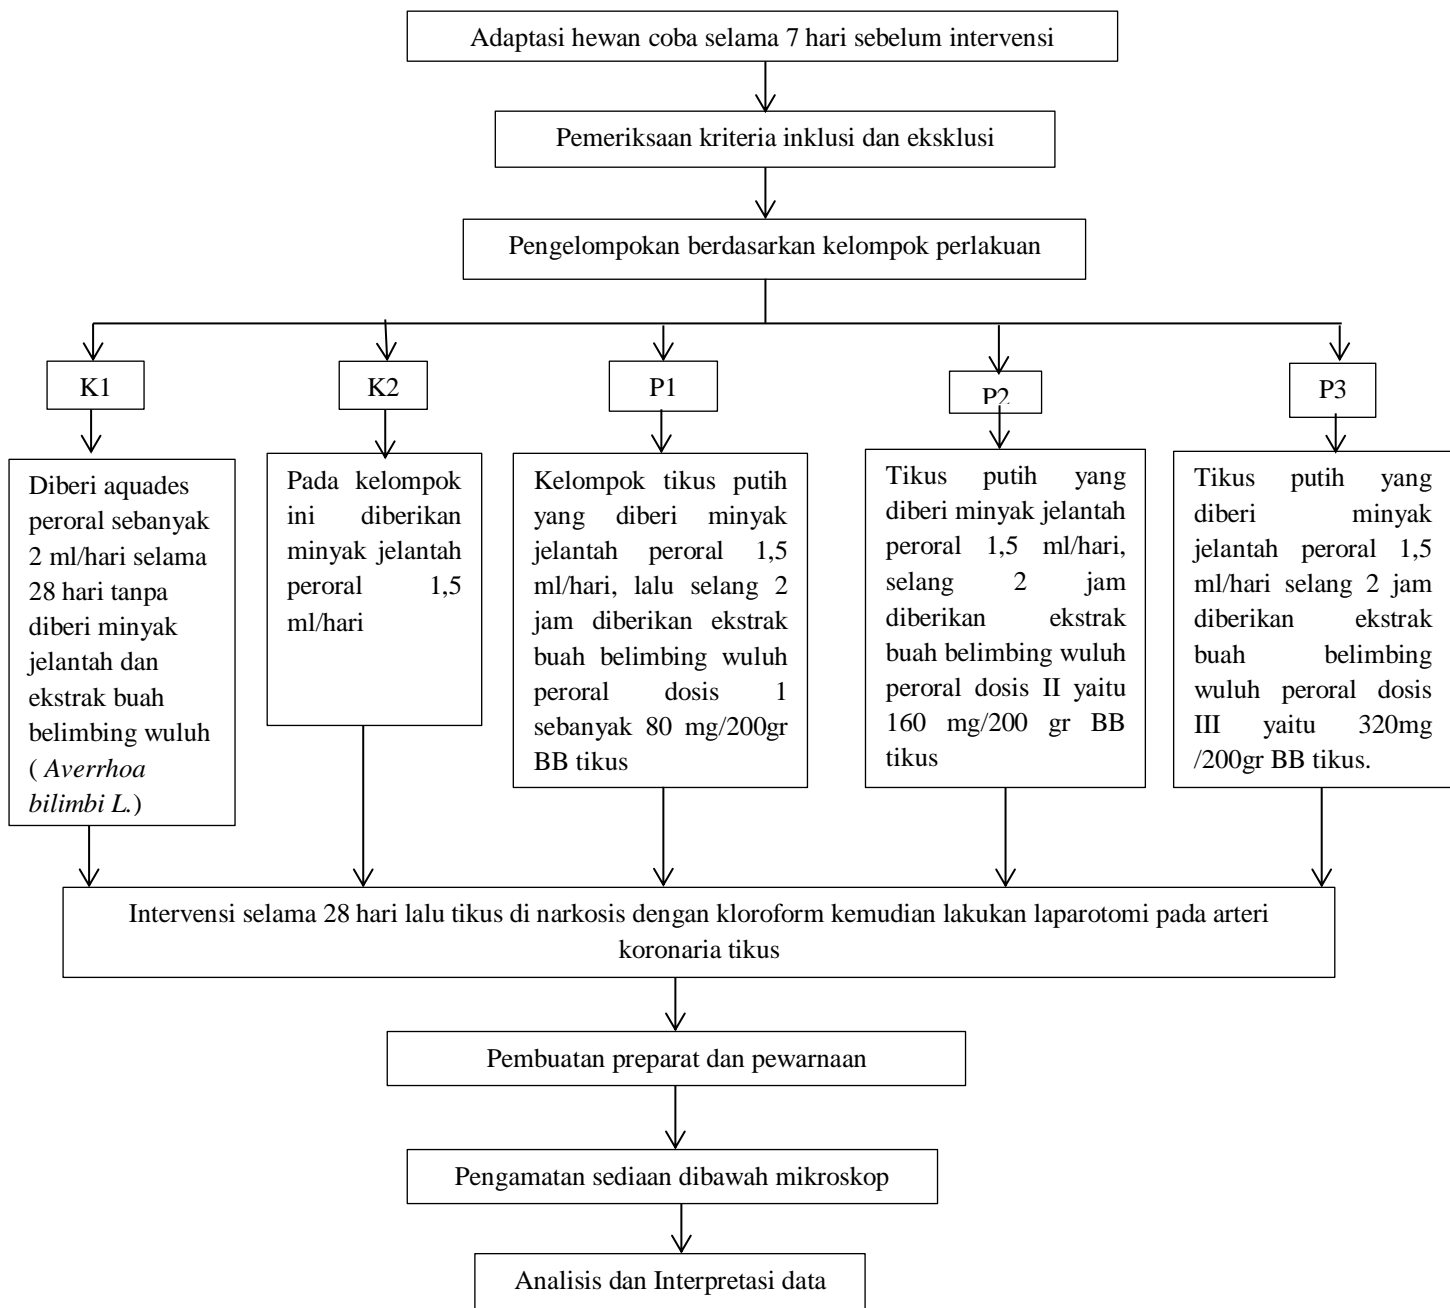 Adaptasi hewan coba selama 7 hari sebelum intervensi
Pemeriksaan kriteria inklusi dan eksklusi
Pengelompokan berdasarkan kelompok perlakuan
K1
K2
P1
P2
P3
Diberi aquades
peroral sebanyak
2 ml/hari selama
28 hari tanpa
diberi minyak
jelantah dan
ekstrak buah
belimbing wuluh
( Averrhoa
bilimbi L.)
Pada kelompok
ini diberikan
minyak jelantah
peroral 1,5
ml/hari
Kelompok tikus putih
yang diberi minyak
jelantah peroral 1,5
ml/hari, lalu selang 2
jam diberikan ekstrak
buah belimbing wuluh
peroral dosis 1
sebanyak 80 mg/200gr
BB tikus
Tikus putih yang
diberi minyak jelantah
peroral 1,5 ml/hari,
selang 2 jam
diberikan ekstrak
buah belimbing wuluh
peroral dosis II yaitu
160 mg/200 gr BB
tikus
Tikus putih yang
diberi minyak
jelantah peroral 1,5
ml/hari selang 2 jam
diberikan ekstrak
buah belimbing
wuluh peroral dosis
III yaitu 320mg
/200gr BB tikus.
Intervensi selama 28 hari lalu tikus di narkosis dengan kloroform kemudian lakukan laparotomi pada arteri
koronaria tikus
Pembuatan preparat dan pewarnaan
Pengamatan sediaan dibawah mikroskop
Analisis dan Interpretasi data